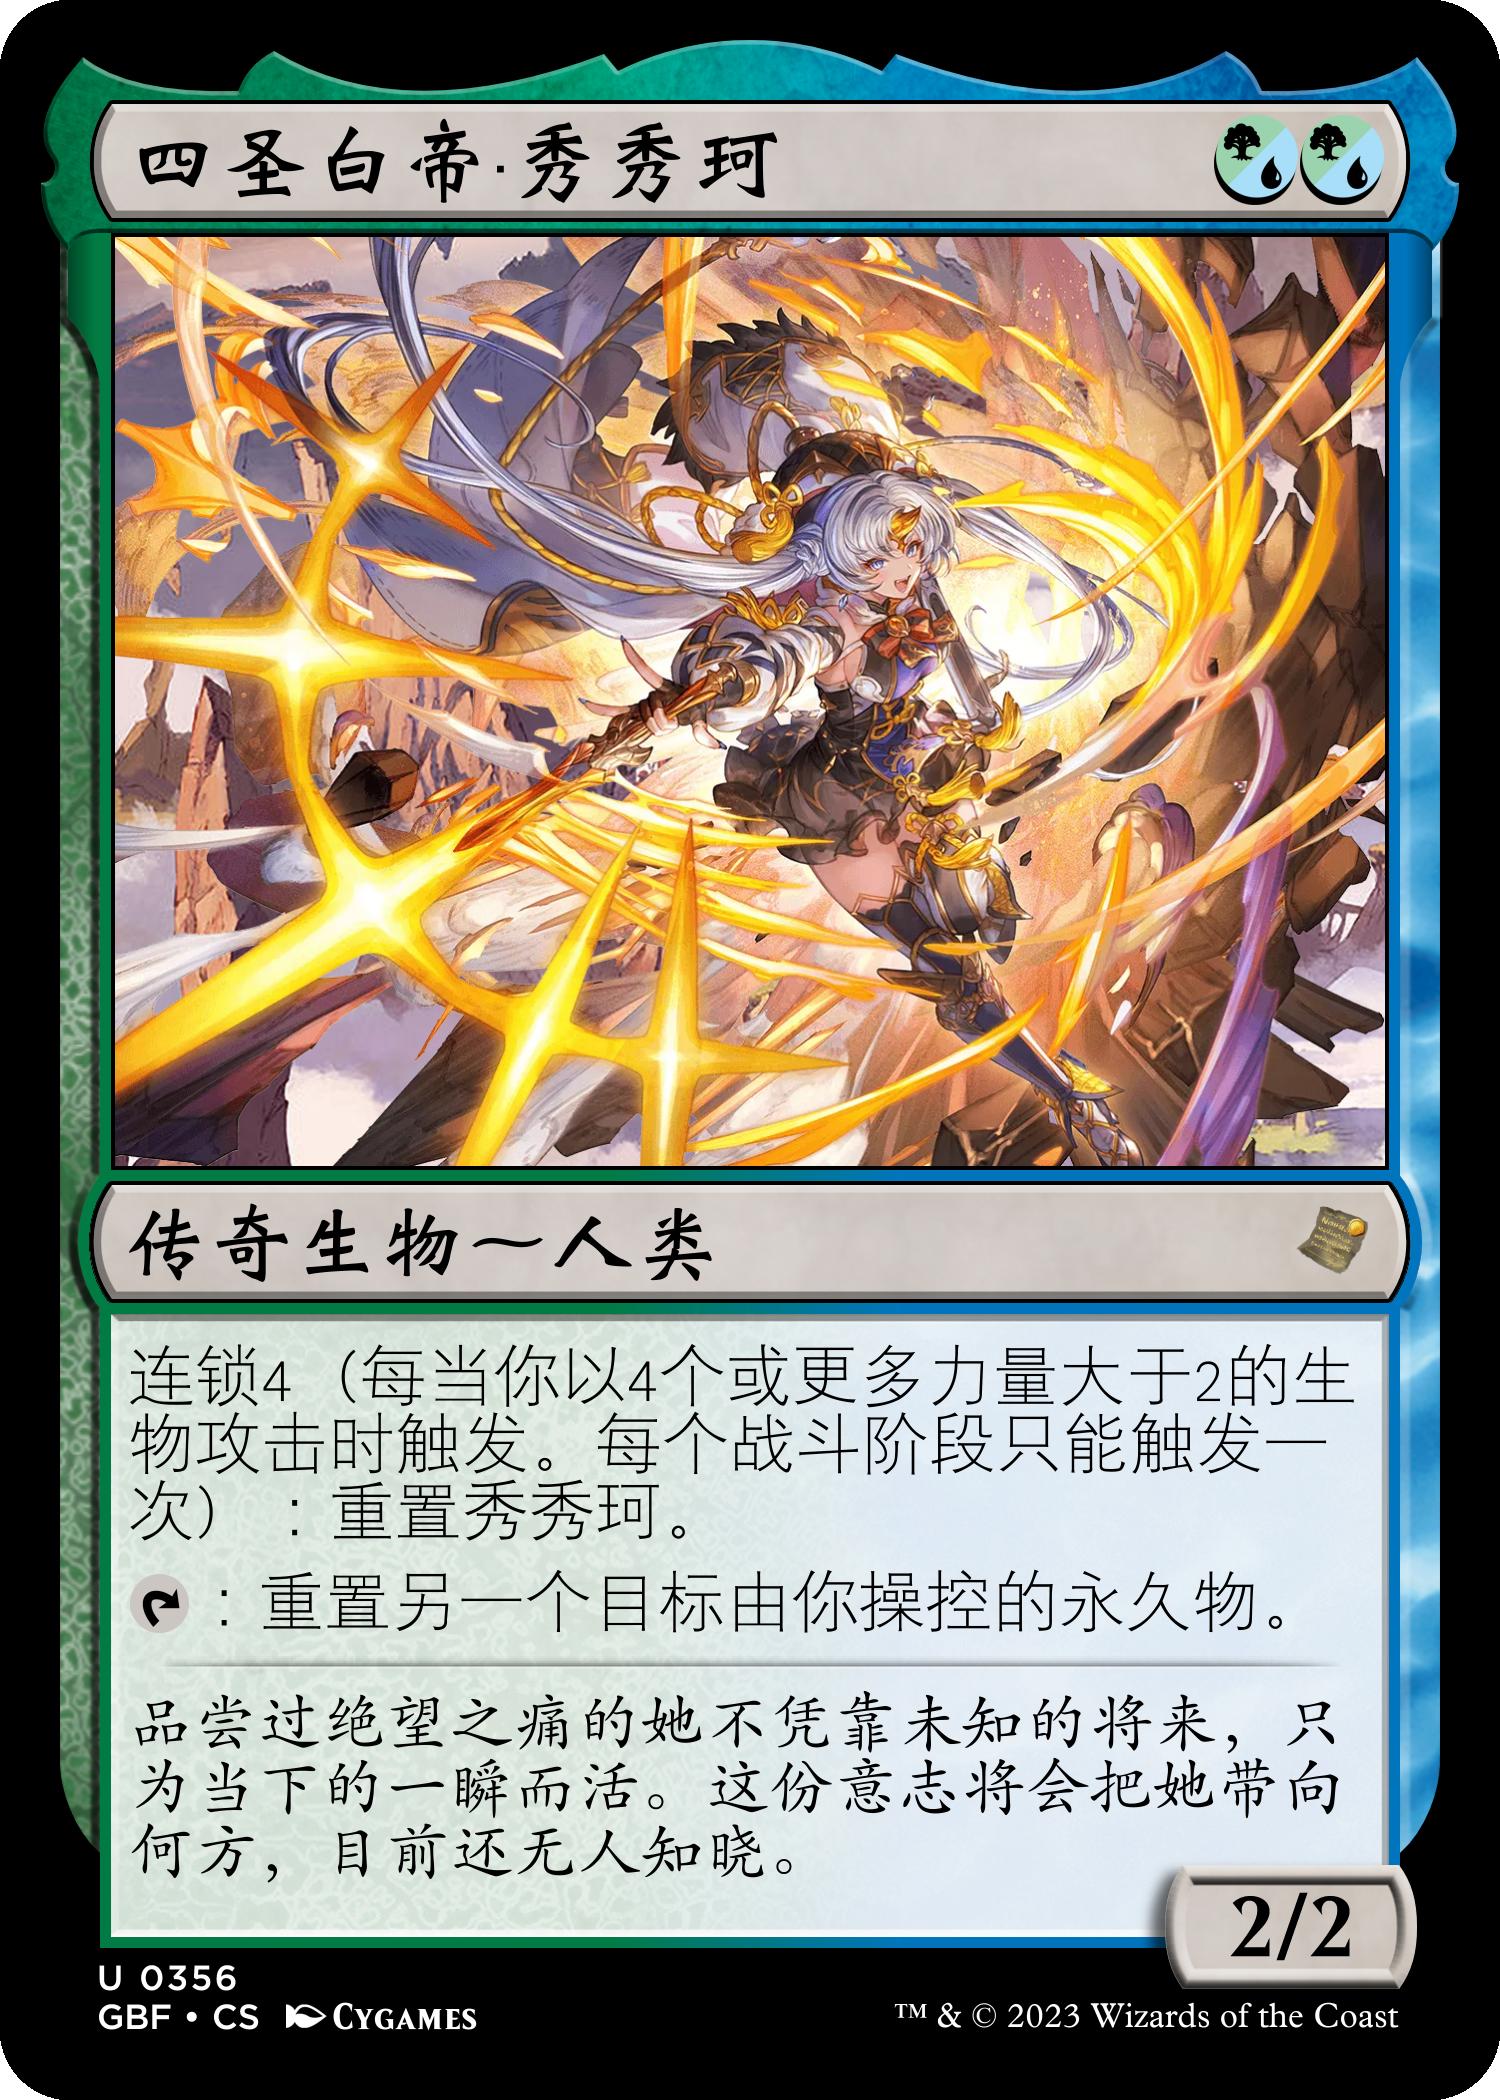 四圣白帝·秀秀珂
传奇生物～人类
连锁4（每当你以4个或更多力量大于2的生
物攻击时触发。每个战斗阶段只能触发一
次）：重置秀秀珂。
：重置另一个目标由你操控的永久物。
品尝过绝望之痛的她不凭靠未知的将来，只
为当下的一瞬而活。这份意志将会把她带向
何方，目前还无人知晓。
2/2
U 0356
GBF • CS CYGAMES
™ & © 2023 Wizards of the Coast